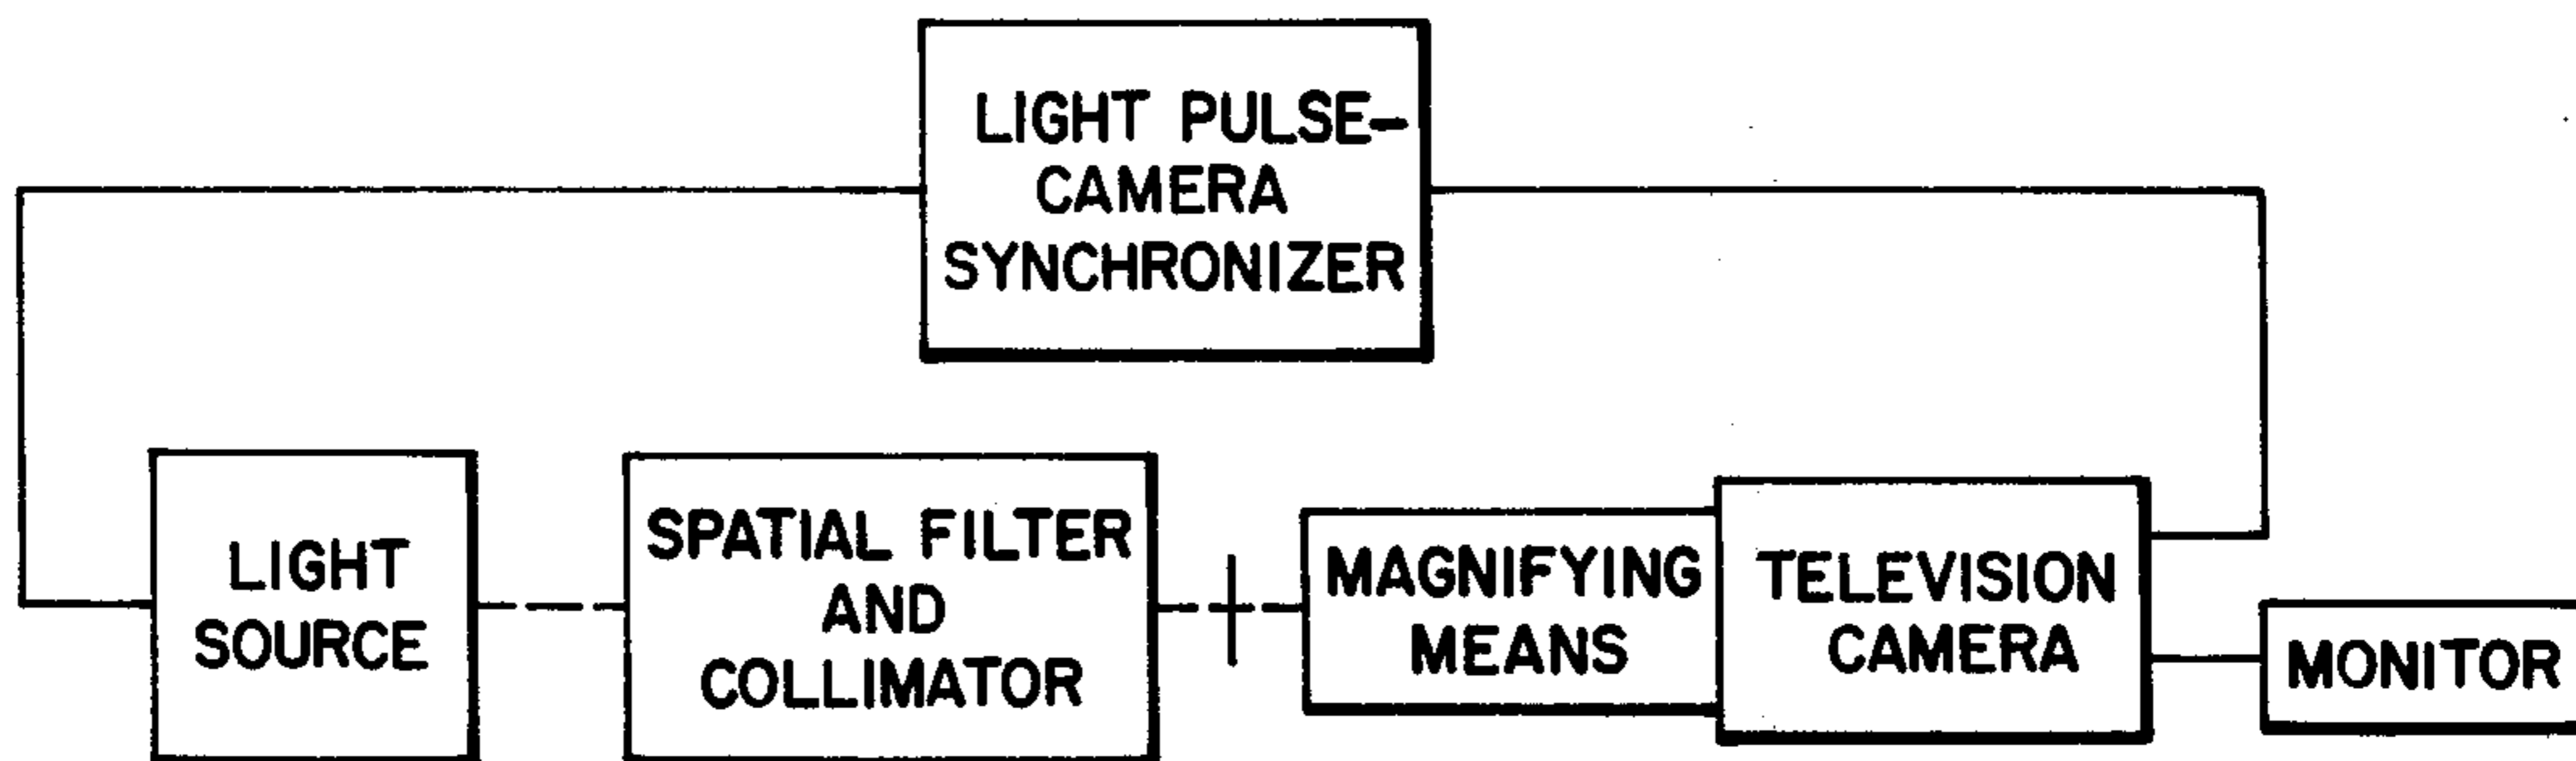 LIGHT PULSE-
CAMERA
SYNCHRONIZER
LIGHT
SOURCE
SPATIAL FILTER
AND
COLLIMATOR
MAGNIFYING
MEANS
TELEVISION
CAMERA
MONITOR